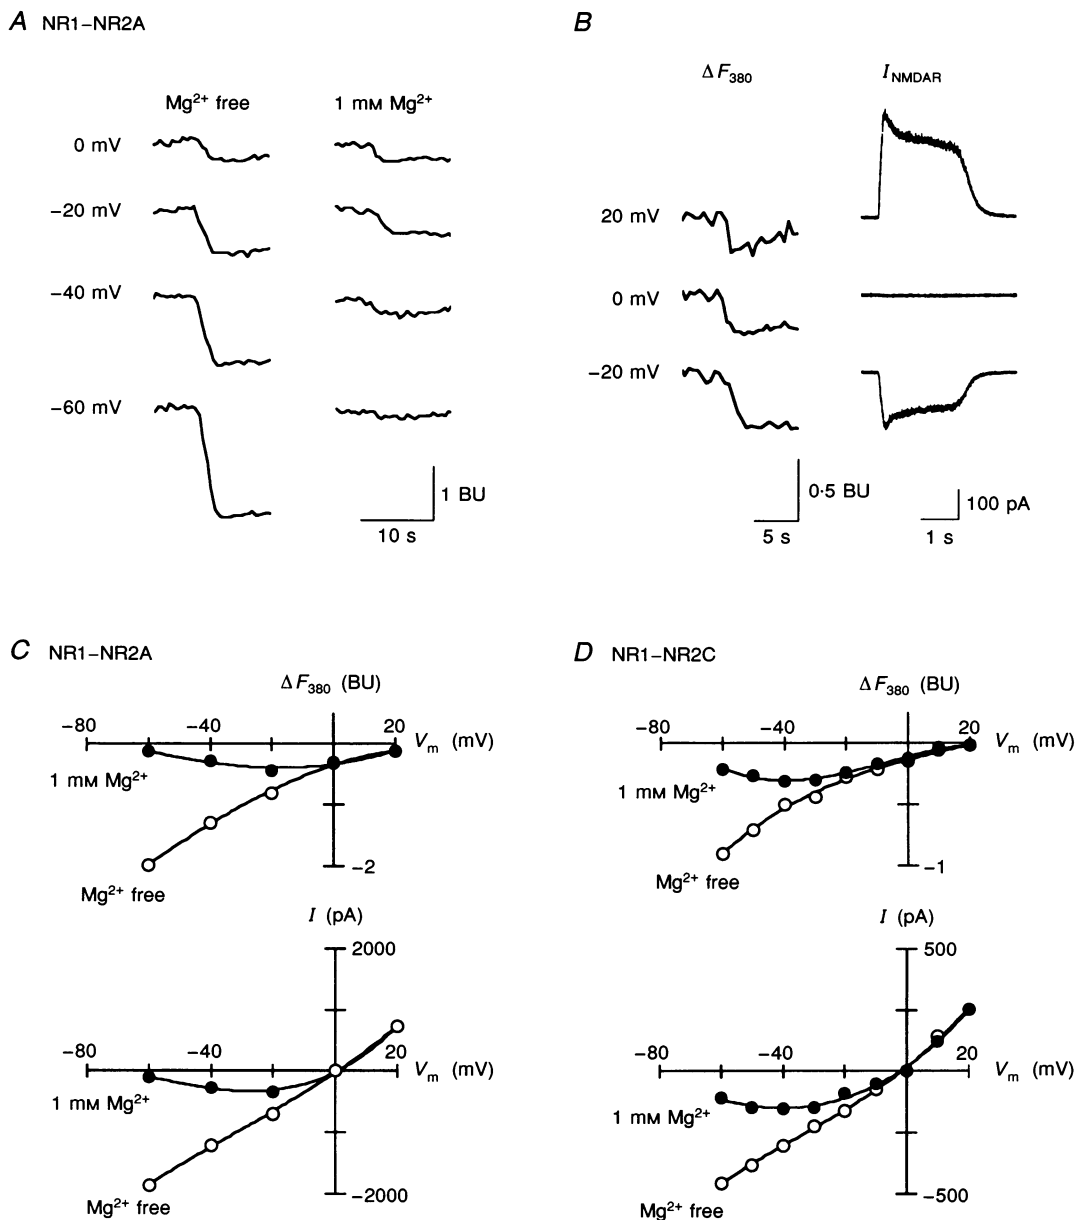 A NR1–NR2A
Mg²⁺ free
1 mM Mg²⁺
0 mV
−20 mV
−40 mV
−60 mV
1 BU
10 s
B
ΔF₃₈₀
I_NMDAR
20 mV
0 mV
−20 mV
0·5 BU
5 s
100 pA
1 s
C NR1–NR2A
ΔF₃₈₀ (BU)
−80
−40
20
Vₘ (mV)
1 mM Mg²⁺
−2
Mg²⁺ free
I (pA)
2000
−80
−40
20
Vₘ (mV)
1 mM Mg²⁺
Mg²⁺ free
−2000
D NR1–NR2C
ΔF₃₈₀ (BU)
−80
−40
20
Vₘ (mV)
1 mM Mg²⁺
−1
Mg²⁺ free
I (pA)
500
−80
−40
20
Vₘ (mV)
1 mM Mg²⁺
Mg²⁺ free
−500